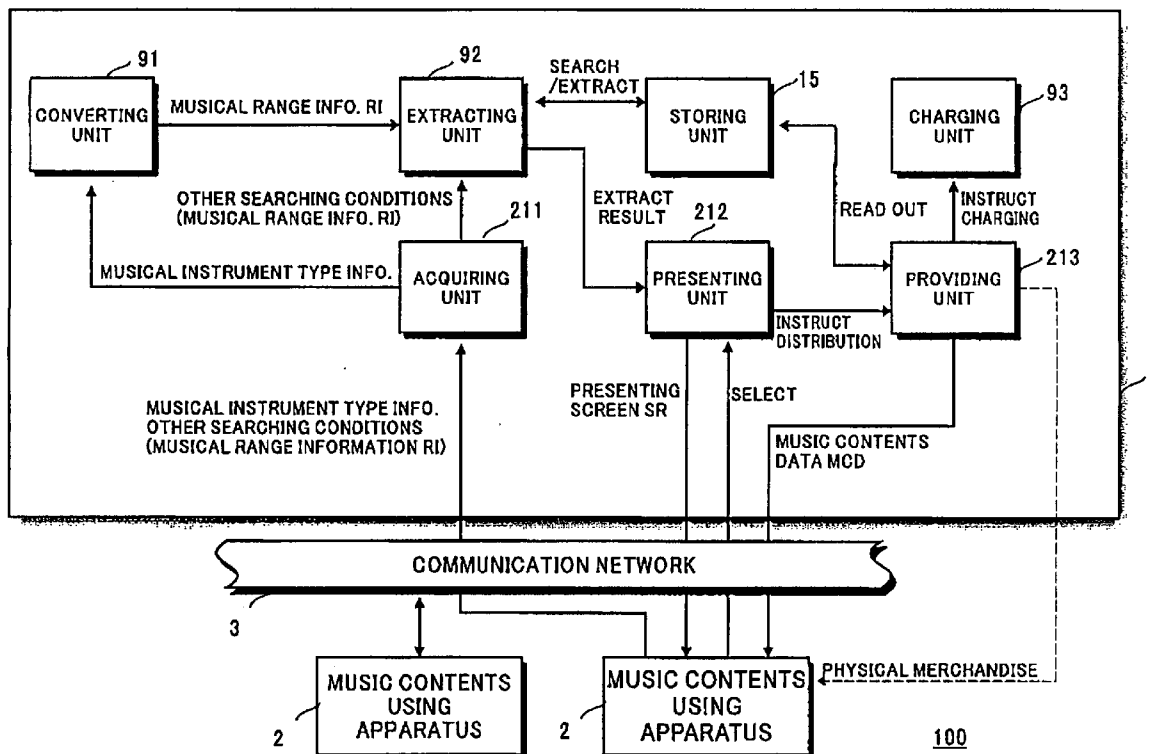 91
92
15
93
SEARCH
/EXTRACT
CONVERTING
UNIT
MUSICAL RANGE INFO. RI
EXTRACTING
UNIT
STORING
UNIT
CHARGING
UNIT
OTHER SEARCHING CONDITIONS
(MUSICAL RANGE INFO. RI)
211
EXTRACT
RESULT
212
READ OUT
INSTRUCT
CHARGING
213
MUSICAL INSTRUMENT TYPE INFO.
ACQUIRING
UNIT
PRESENTING
UNIT
PROVIDING
UNIT
INSTRUCT
DISTRIBUTION
MUSICAL INSTRUMENT TYPE INFO.
OTHER SEARCHING CONDITIONS
(MUSICAL RANGE INFORMATION RI)
PRESENTING
SCREEN SR
SELECT
MUSIC CONTENTS
DATA MCD
COMMUNICATION NETWORK
3
MUSIC CONTENTS
USING
APPARATUS
2
MUSIC CONTENTS
USING
APPARATUS
2
PHYSICAL MERCHANDISE
100